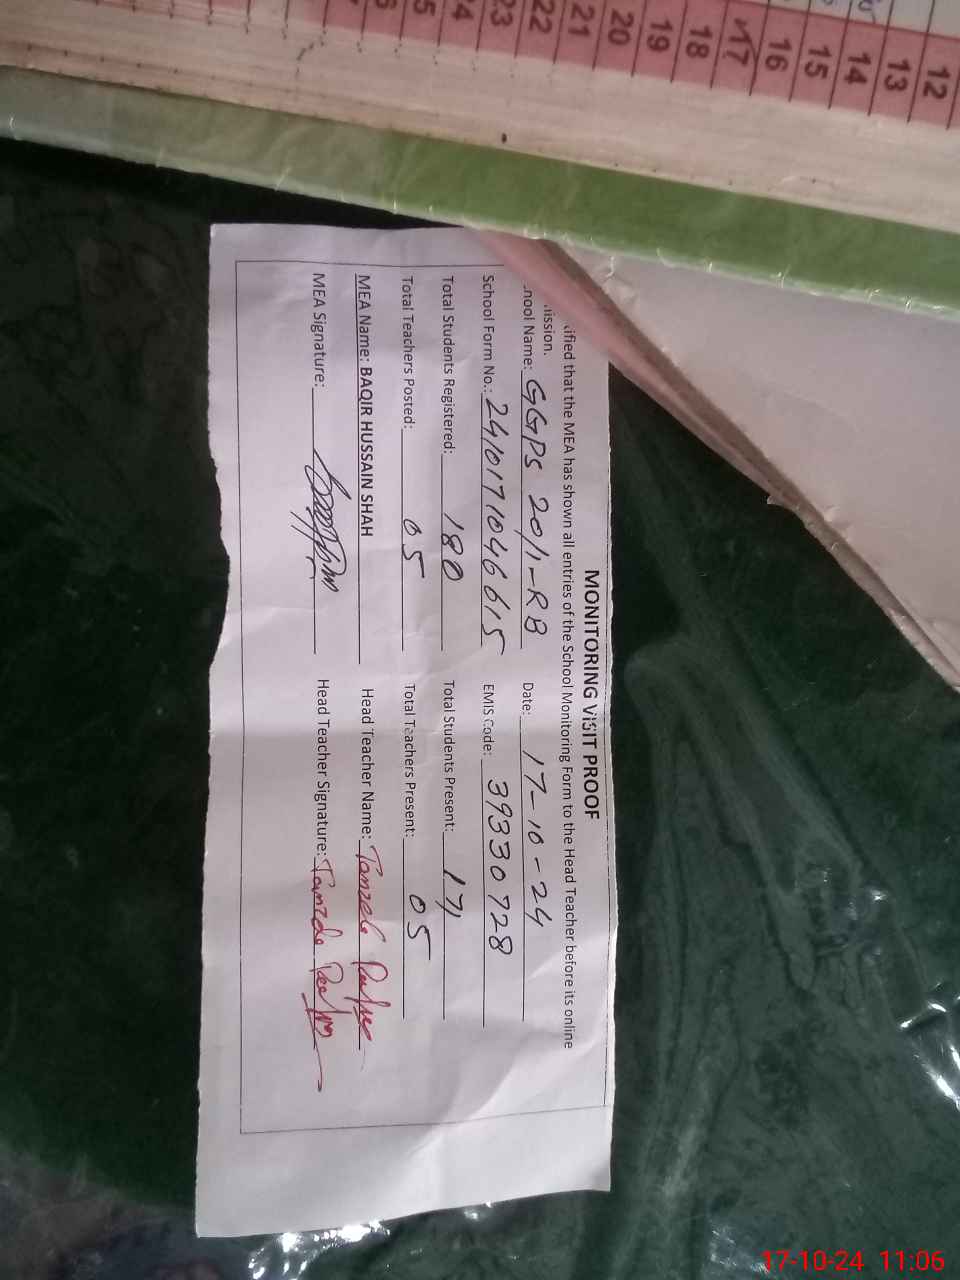 MONITORING VISIT PROOF
ified that the MEA has shown all entries of the School Monitoring Form to the Head Teacher before its online
ission.
hool Name: GGPS 201-RB Date: 17-10-24
School Form No.: 2410171046615 EMIS Code: 39330728
Total Students Registered: 180 Total Students Present: 171
Total Teachers Posted: 05 Total Teachers Present: 05
MEA Name: BAQIR HUSSAIN SHAH Head Teacher Name:
MEA Signature: Head Teacher Signature:
12 13 14 15 16 17 18 19 20 21 22 23 24
17-10-24 11:06